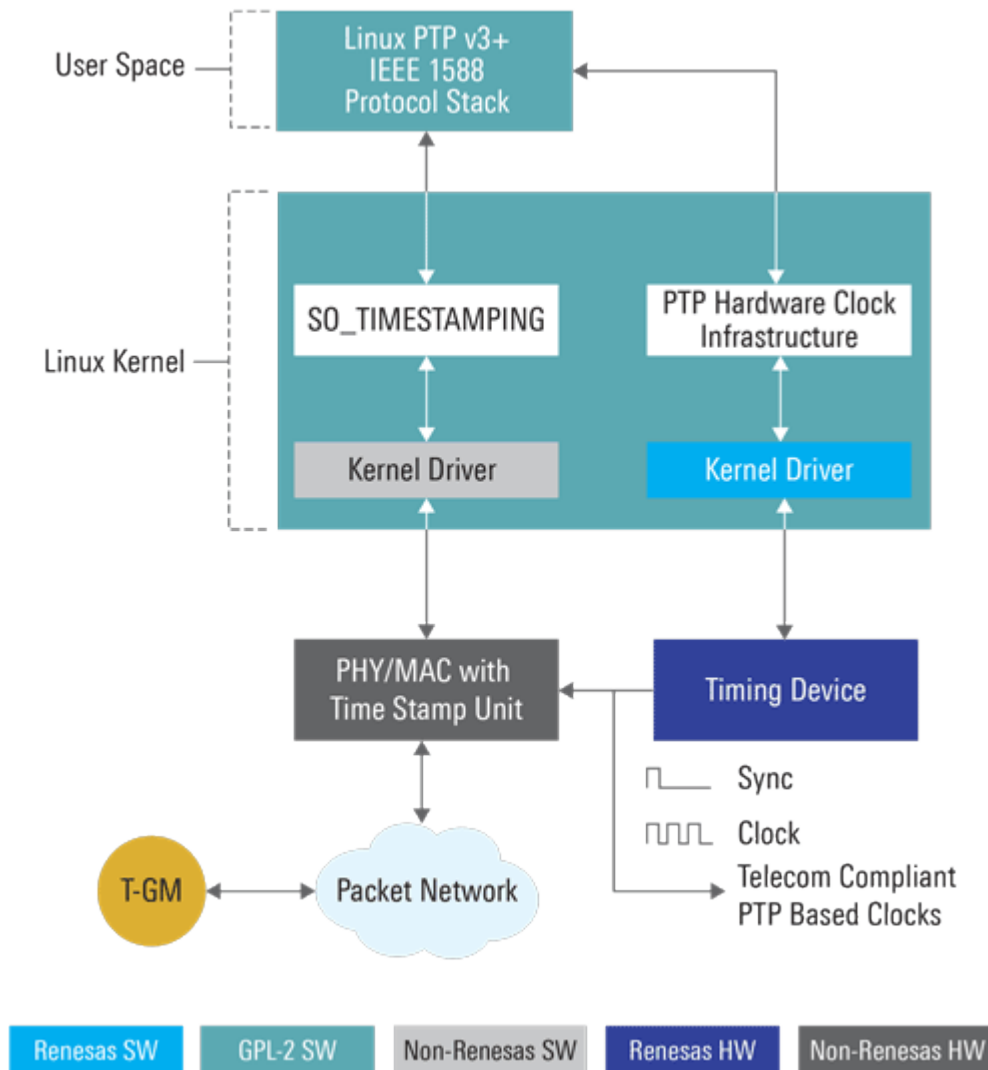 Linux PTP v3+
IEEE 1588
Protocol Stack
User Space
SO_TIMESTAMPING
PTP Hardware Clock
Infrastructure
Linux Kernel
Kernel Driver
Kernel Driver
PHY/MAC with
Time Stamp Unit
Timing Device
Sync
Clock
T-GM
Packet Network
Telecom Compliant
PTP Based Clocks
Renesas SW
GPL-2 SW
Non-Renesas SW
Renesas HW
Non-Renesas HW